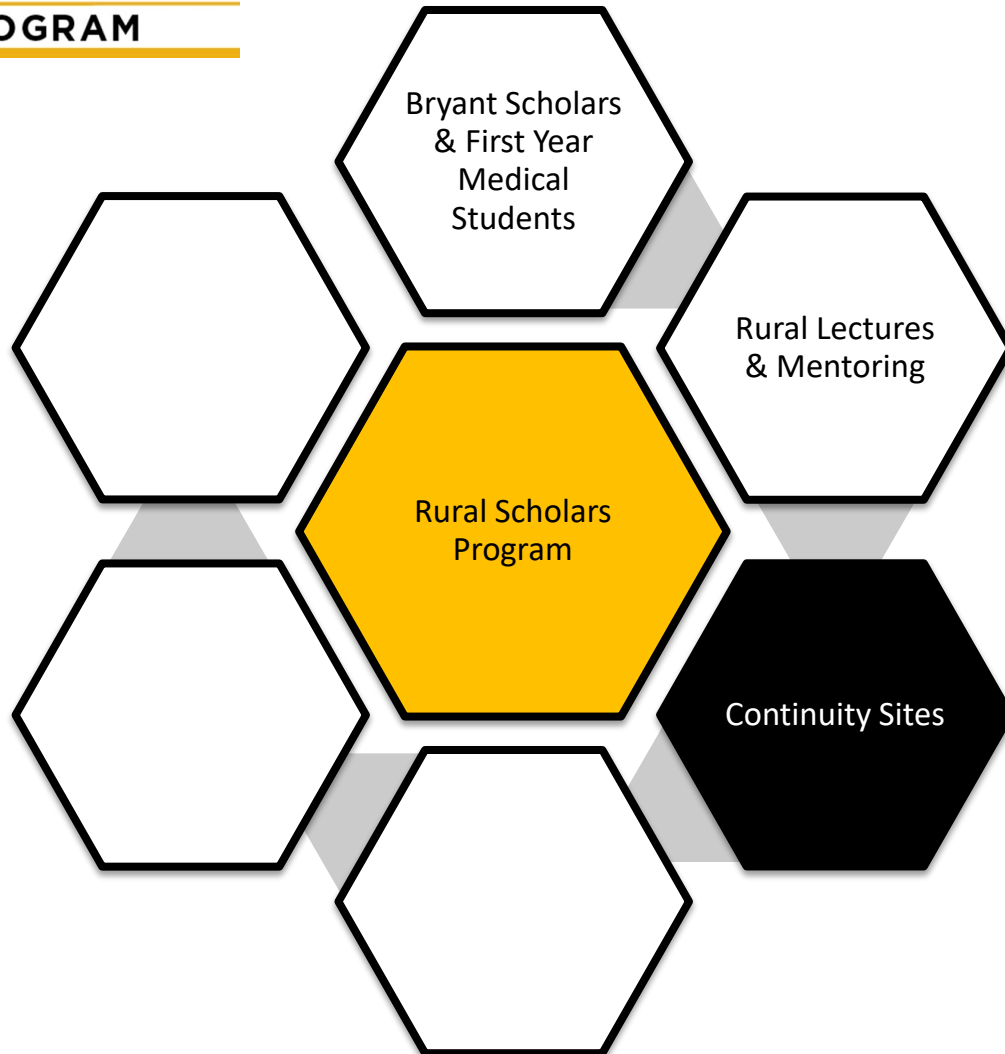 OGRAM
Bryant Scholars
& First Year
Medical
Students
Rural Lectures
& Mentoring
Rural Scholars
Program
Continuity Sites